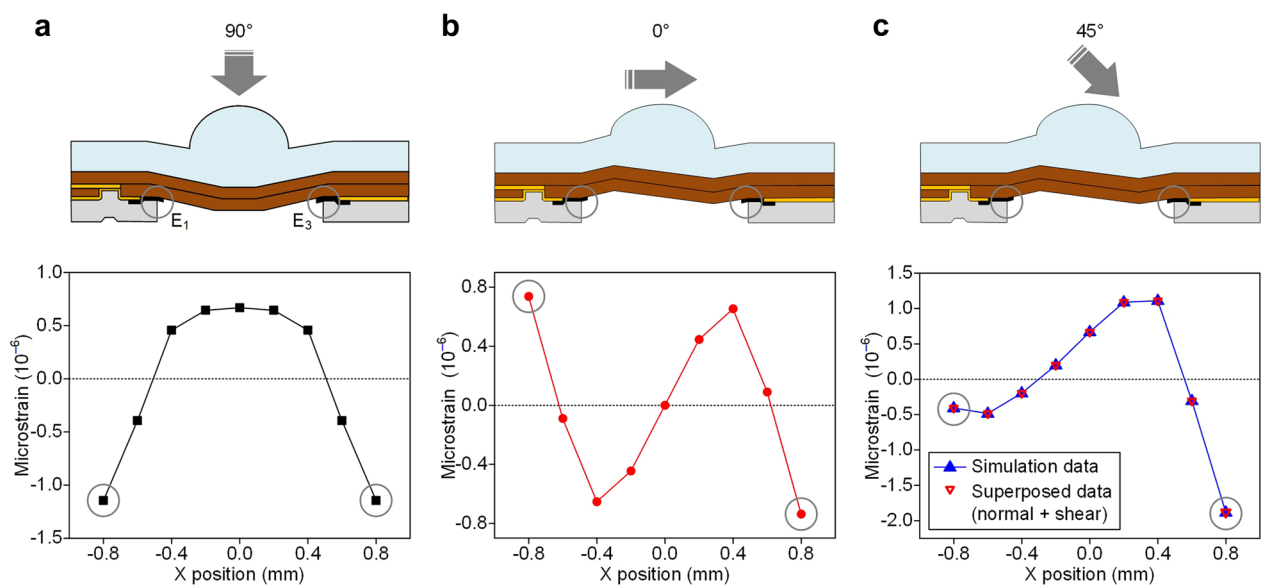 a
90°
E1
E3
1.0
0.5
0.0
-0.5
-1.0
-1.5
Microstrain (10⁻⁶)
-0.8
-0.4
0.0
0.4
0.8
X position (mm)
b
0°
0.8
0.4
0.0
-0.4
-0.8
Microstrain (10⁻⁶)
-0.8
-0.4
0.0
0.4
0.8
X position (mm)
c
45°
1.5
1.0
0.5
0.0
-0.5
-1.0
-1.5
-2.0
Microstrain (10⁻⁶)
Simulation data
Superposed data
(normal + shear)
-0.8
-0.4
0.0
0.4
0.8
X position (mm)